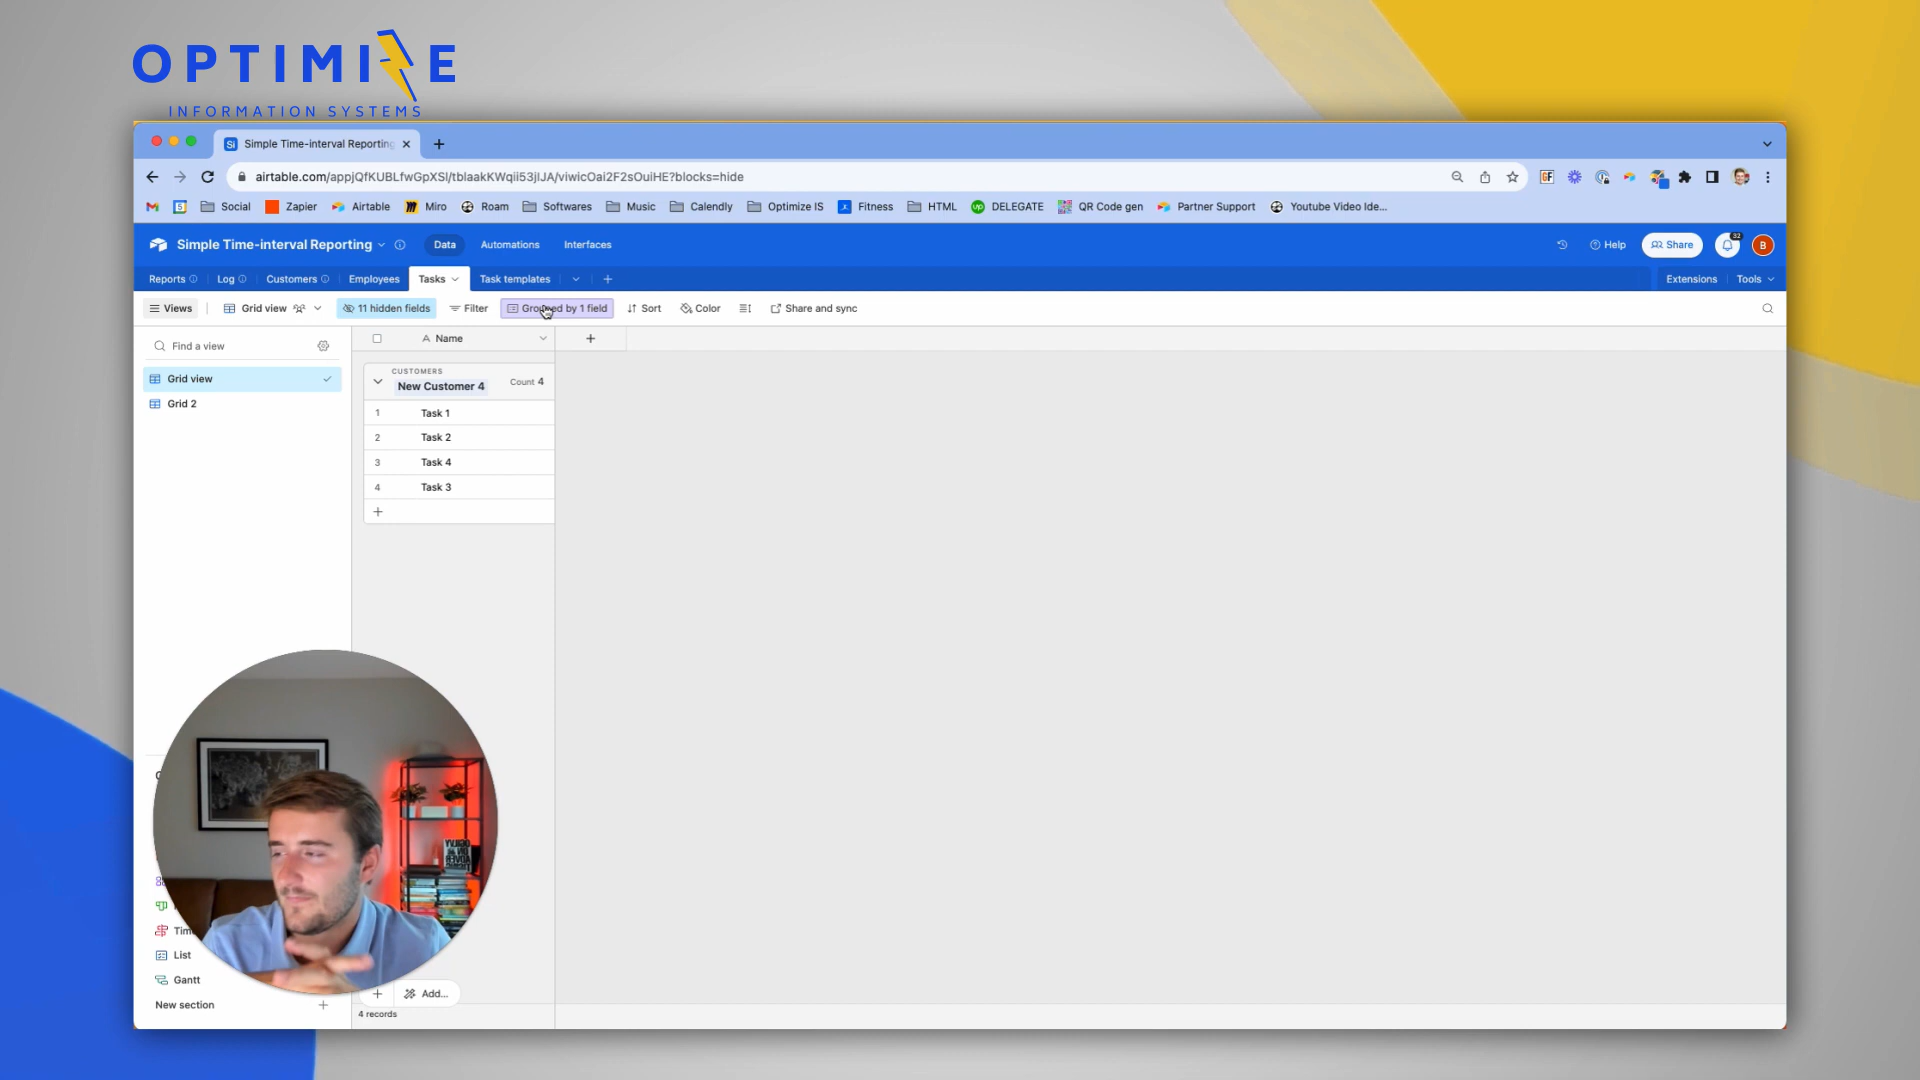 OPTIMIZE
INFORMATION SYSTEMS
Simple Time-interval Reporting
airtable.com/appjQfKUBLfwGpXSl/tblaakKWqii53jIJA/viwicOai2F2sOuiHE?blocks=hide
Social
Zapier
Airtable
Miro
Roam
Softwares
Music
Calendly
Optimize IS
Fitness
HTML
DELEGATE
QR Code gen
Partner Support
Youtube Video Ide...
Simple Time-interval Reporting
Data
Automations
Interfaces
Help
Share
B
Reports
Log
Customers
Employees
Tasks
Task templates
Extensions
Tools
Views
Grid view
11 hidden fields
Filter
Grouped by 1 field
Sort
Color
Share and sync
Find a view
Grid view
Grid 2
Name
CUSTOMERS
New Customer 4
Count 4
1 Task 1
2 Task 2
3 Task 4
4 Task 3
List
Gantt
New section
Add...
4 records